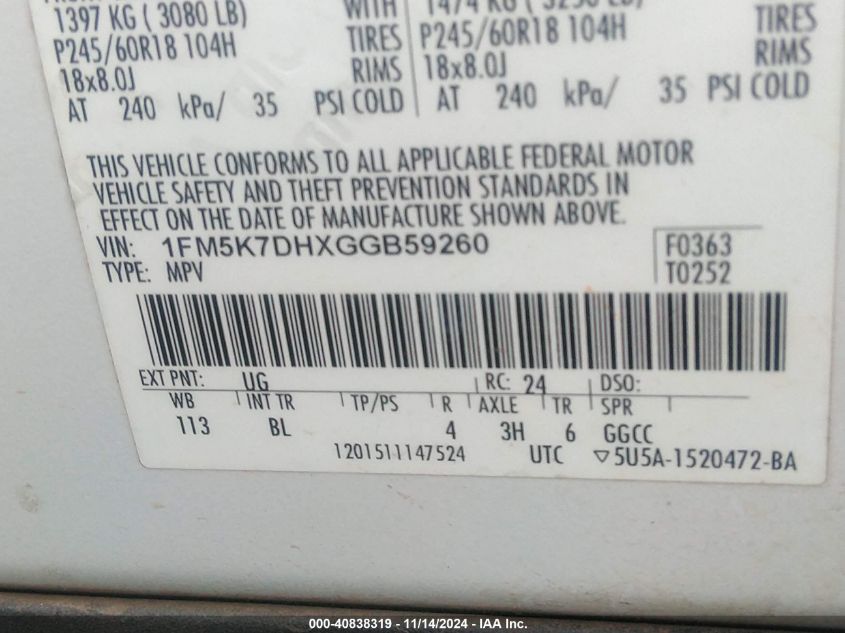 1397 KG ( 3080 LB) WITH 1474 KG ( 3250 LB)
P245/60R18 104H TIRES P245/60R18 104H TIRES
18x8.0J RIMS 18x8.0J RIMS
AT 240 kPa/ 35 PSI COLD AT 240 kPa/ 35 PSI COLD
THIS VEHICLE CONFORMS TO ALL APPLICABLE FEDERAL MOTOR
VEHICLE SAFETY AND THEFT PREVENTION STANDARDS IN
EFFECT ON THE DATE OF MANUFACTURE SHOWN ABOVE.
VIN: 1FM5K7DHXGGB59260 F0363
TYPE: MPV T0252
EXT PNT: UG RC: 24 DSO:
WB INT TR TP/PS R AXLE TR SPR
113 BL 4 3H 6 GGCC
1201511147524 UTC ▽5U5A-1520472-BA
000-40838319 - 11/14/2024 - IAA Inc.